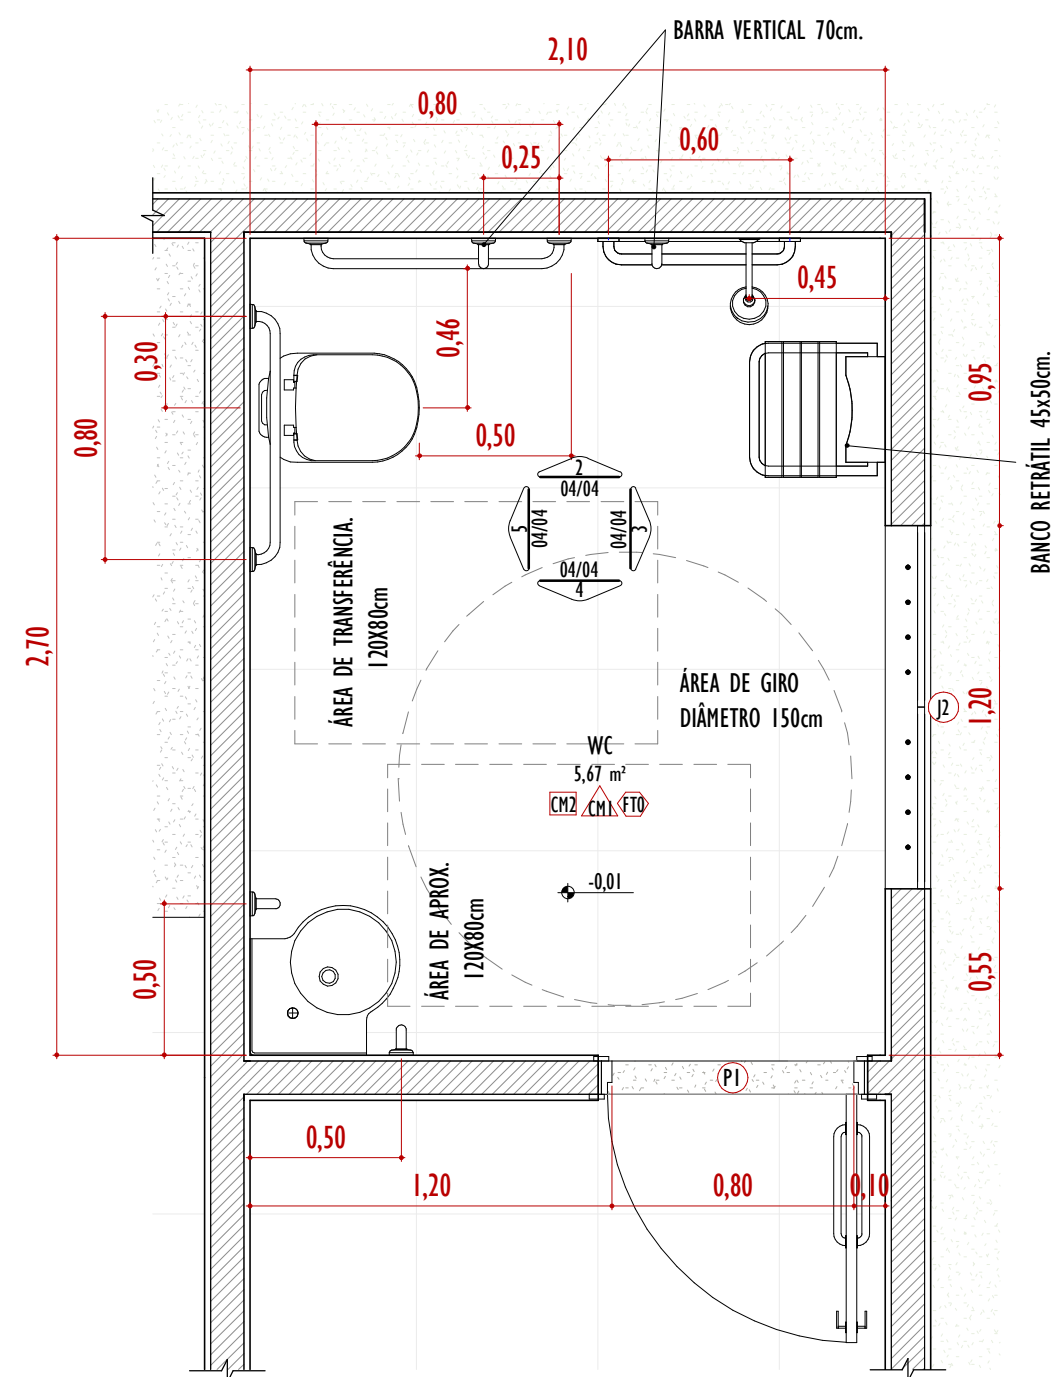 BARRA VERTICAL 70cm.
2,10
0,80
0,60
0,25
0,45
0,46
0,30
0,80
0,95
0,50
BANCO RETRÁTIL 45x50cm.
2
04/04
5
04/04
04/04
3
04/04
4
ÁREA DE TRANSFERÊNCIA.
120X80cm
2,70
ÁREA DE GIRO
DIÂMETRO 150cm
J2
1,20
WC
5,67 m²
CM2
CM1
FT0
-0,01
ÁREA DE APROX.
120X80cm
0,50
0,55
P1
0,50
1,20
0,80
0,10